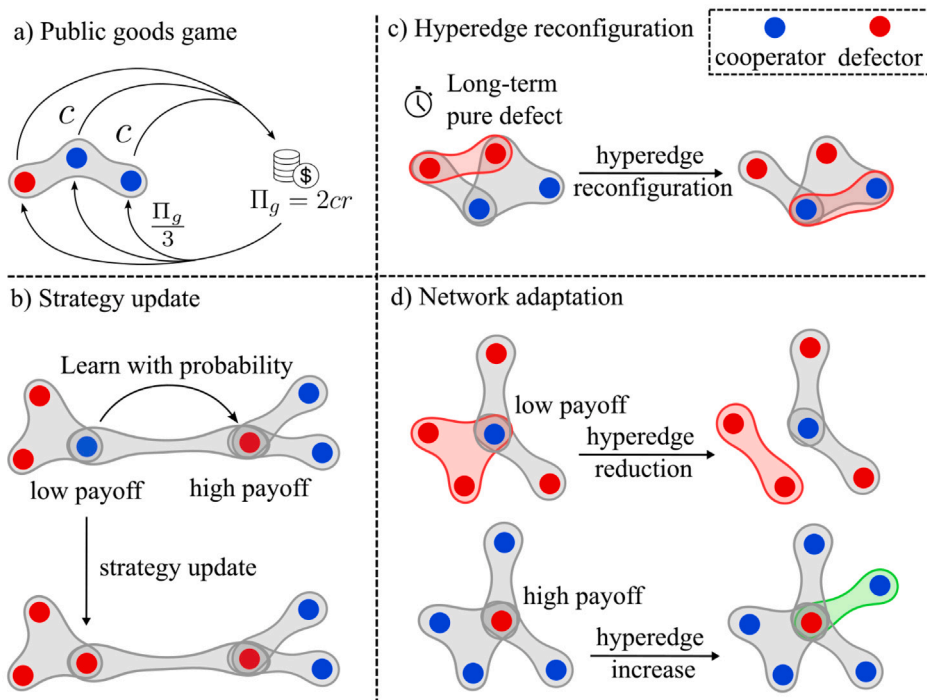 a) Public goods game
c
c
$
Π_g = 2cr
Π_g
3
b) Strategy update
Learn with probability
low payoff
high payoff
strategy update
c) Hyperedge reconfiguration
cooperator
defector
Long-term
pure defect
hyperedge
reconfiguration
d) Network adaptation
low payoff
hyperedge
reduction
high payoff
hyperedge
increase